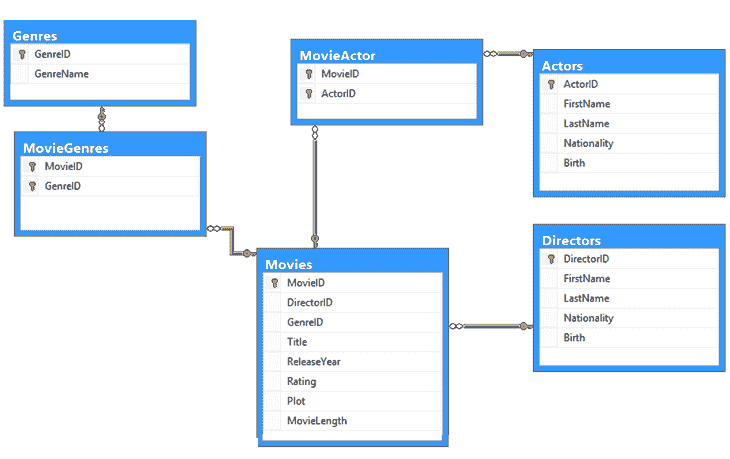 Genres
GenreID
GenreName
MovieGenres
MovieID
GenreID
MovieActor
MovieID
ActorID
Actors
ActorID
FirstName
LastName
Nationality
Birth
Movies
MovieID
DirectorID
GenreID
Title
ReleaseYear
Rating
Plot
MovieLength
Directors
DirectorID
FirstName
LastName
Nationality
Birth